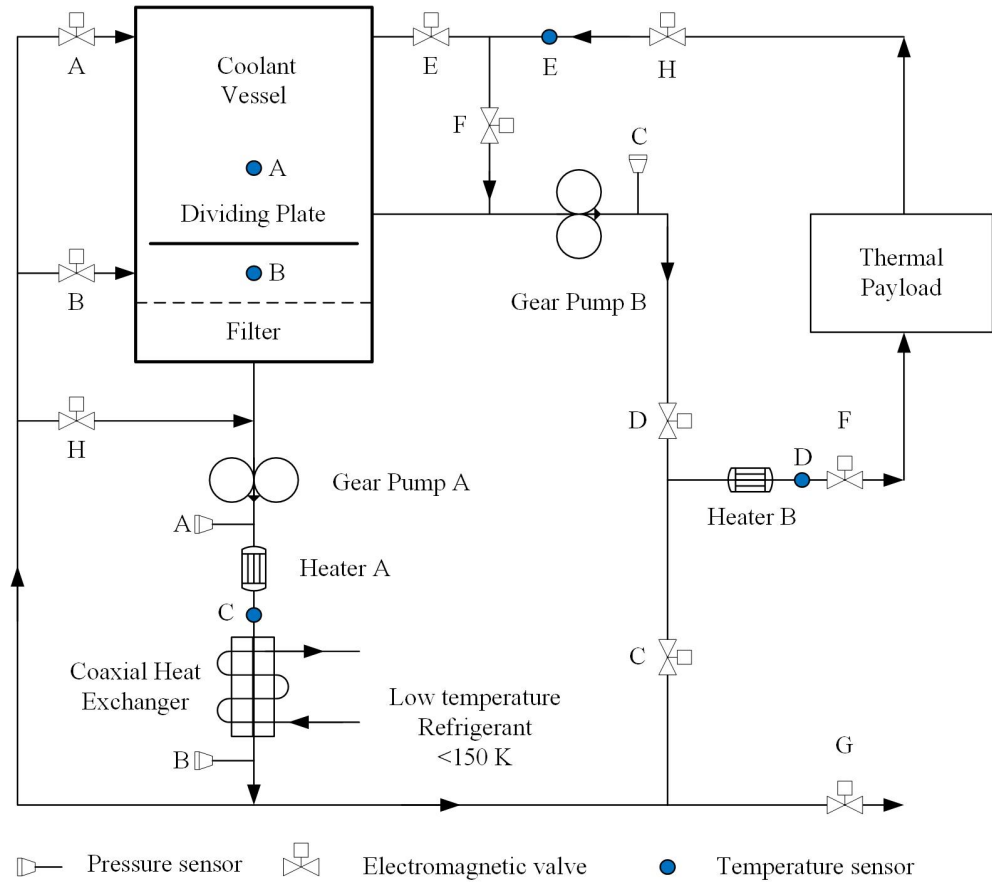 A
Coolant
Vessel
E
E
H
F
C
A
Dividing Plate
B
B
Filter
Gear Pump B
Thermal
Payload
H
D
F
D
Gear Pump A
Heater B
A
Heater A
C
Coaxial Heat
Exchanger
C
Low temperature
Refrigerant
<150 K
B
G
Pressure sensor
Electromagnetic valve
Temperature sensor